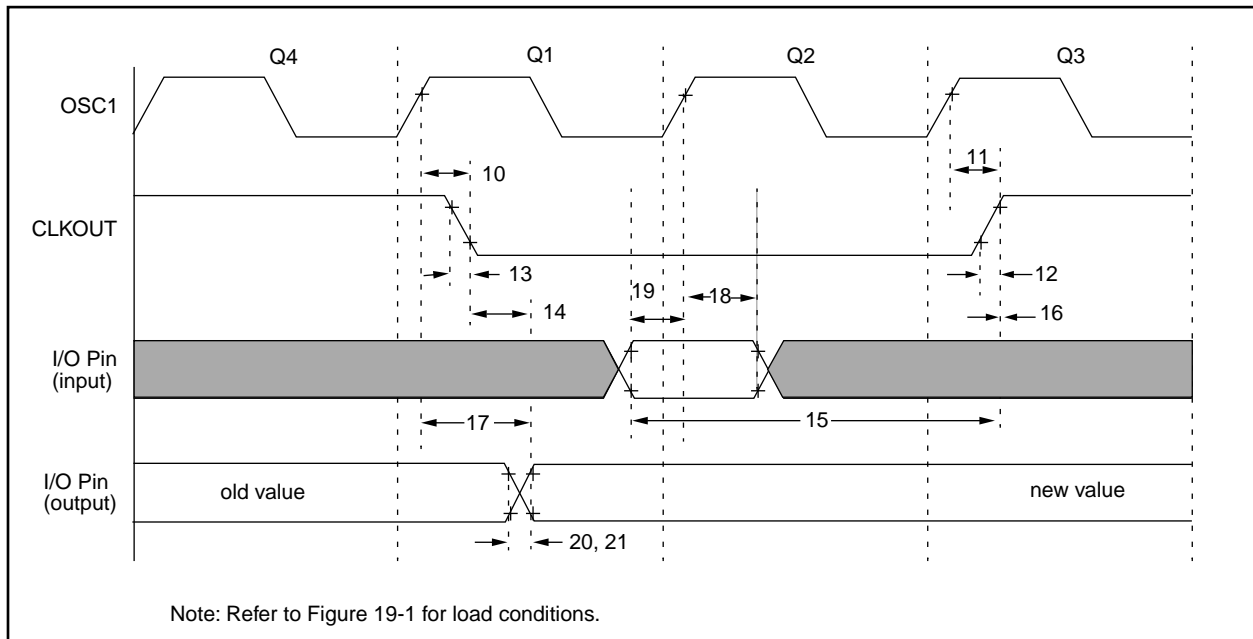 Q4 Q1 Q2 Q3
OSC1
11
10
CLKOUT
13
12
19
18
14
16
I/O Pin
(input)
17
15
I/O Pin
(output)
old value
new value
20, 21
Note: Refer to Figure 19-1 for load conditions.